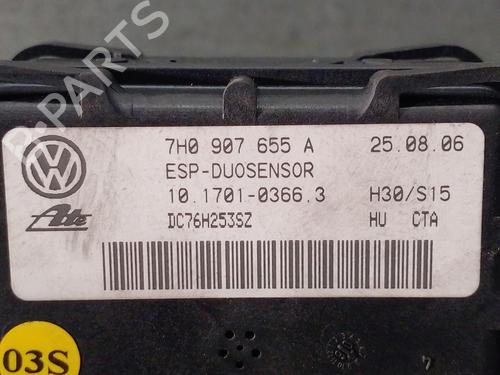 B-PARTS
7H0 907 655 A 25.08.06
ESP-DUOSENSOR
10.1701-0366.3 H30/S15
Ate DC76H253SZ HU CTA
03S
7